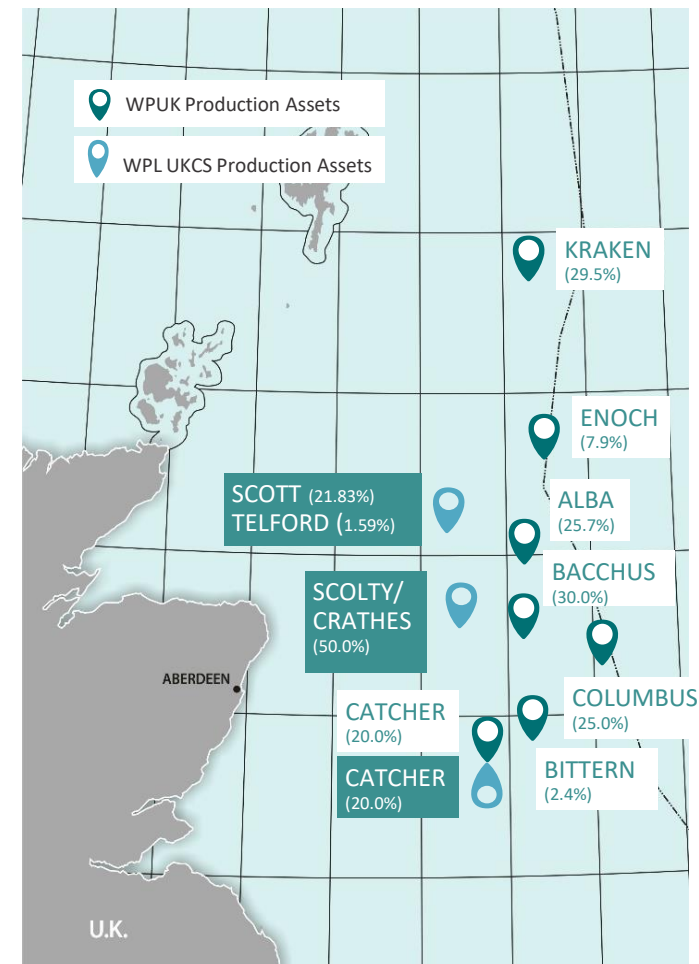 WPUK Production Assets
WPL UKCS Production Assets
KRAKEN
(29.5%)
ENOCH
(7.9%)
SCOTT (21.83%)
TELFORD (1.59%)
ALBA
(25.7%)
BACCHUS
(30.0%)
SCOLTY/
CRATHES
(50.0%)
ABERDEEN
COLUMBUS
(25.0%)
CATCHER
(20.0%)
BITTERN
(2.4%)
CATCHER
(20.0%)
U.K.